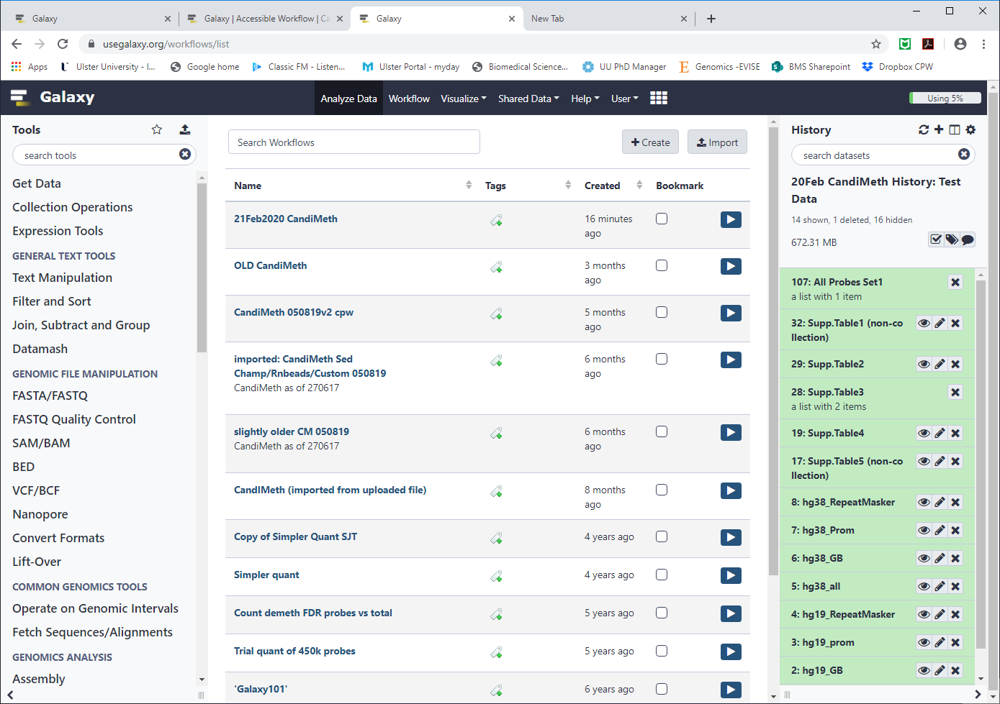 Galaxy
Galaxy | Accessible Workflow | Ca
Galaxy
New Tab
usegalaxy.org/workflows/list
Apps
Ulster University - I...
Google home
Classic FM - Listen...
Ulster Portal - myday
Biomedical Science...
UU PhD Manager
Genomics -EVISE
BMS Sharepoint
Dropbox CPW
Galaxy
Analyze Data
Workflow
Visualize
Shared Data
Help
User
Using 5%
Tools
search tools
Get Data
Collection Operations
Expression Tools
GENERAL TEXT TOOLS
Text Manipulation
Filter and Sort
Join, Subtract and Group
Datamash
GENOMIC FILE MANIPULATION
FASTA/FASTQ
FASTQ Quality Control
SAM/BAM
BED
VCF/BCF
Nanopore
Convert Formats
Lift-Over
COMMON GENOMICS TOOLS
Operate on Genomic Intervals
Fetch Sequences/Alignments
GENOMICS ANALYSIS
Assembly
Search Workflows
Create
Import
Name Tags Created Bookmark
21Feb2020 CandiMeth 16 minutes
ago
OLD CandiMeth 3 months
ago
CandiMeth 050819v2 cpw 5 months
ago
imported: CandiMeth Sed 6 months
Champ/Rnbeads/Custom 050819 ago
CandiMeth as of 270617
slightly older CM 050819 6 months
CandiMeth as of 270617 ago
CandIMeth (imported from uploaded file) 8 months
ago
Copy of Simpler Quant SJT 4 years ago
Simpler quant 4 years ago
Count demeth FDR probes vs total 5 years ago
Trial quant of 450k probes 5 years ago
'Galaxy101' 6 years ago
History
search datasets
20Feb CandiMeth History: Test
Data
14 shown, 1 deleted, 16 hidden
672.31 MB
107: All Probes Set1
a list with 1 item
32: Supp.Table1 (non-co
llection)
29: Supp.Table2
28: Supp.Table3
a list with 2 items
19: Supp.Table4
17: Supp.Table5 (non-co
llection)
8: hg38_RepeatMasker
7: hg38_Prom
6: hg38_GB
5: hg38_all
4: hg19_RepeatMasker
3: hg19_prom
2: hg19_GB